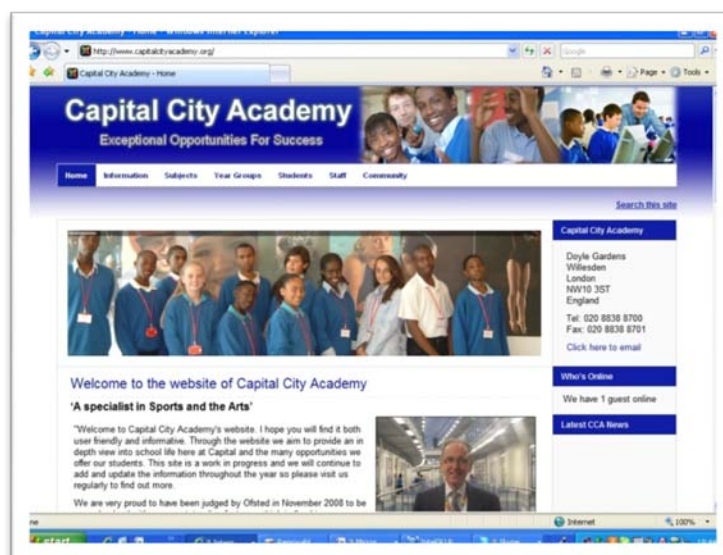 Capital City Academy - Home - Windows Internet Explorer
http://www.capitalcityacademy.org/
Google
Capital City Academy - Home
Page
Tools
Capital City Academy
Exceptional Opportunities For Success
Home Information Subjects Year Groups Students Staff Community
Search this site
Capital City Academy
Doyle Gardens
Willesden
London
NW10 3ST
England
Tel: 020 8838 8700
Fax: 020 8838 8701
Click here to email
Who's Online
We have 1 guest online
Latest CCA News
Welcome to the website of Capital City Academy
'A specialist in Sports and the Arts'
"Welcome to Capital City Academy's website. I hope you will find it both
user friendly and informative. Through the website we aim to provide an in
depth view into school life here at Capital and the many opportunities we
offer our students. This site is a work in progress and we will continue to
add and update the information throughout the year so please visit us
regularly to find out more.
We are very proud to have been judged by Ofsted in November 2008 to be
Internet
100%
start